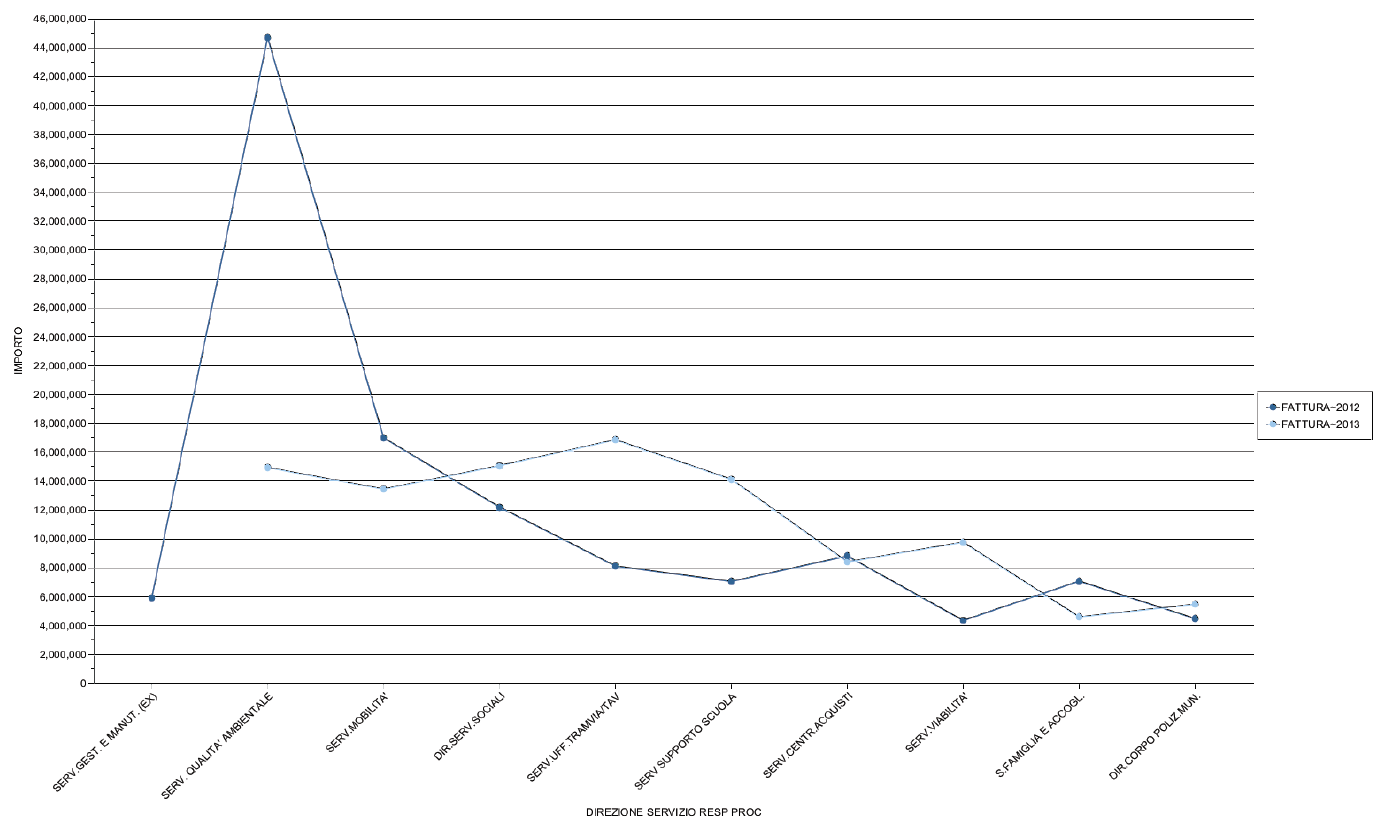 46,000,000
44,000,000
42,000,000
40,000,000
38,000,000
36,000,000
34,000,000
32,000,000
30,000,000
28,000,000
26,000,000
24,000,000
22,000,000
20,000,000
18,000,000
16,000,000
14,000,000
12,000,000
10,000,000
8,000,000
6,000,000
4,000,000
2,000,000
0
IMPORTO
FATTURA-2012
FATTURA-2013
SERV.GEST. E MANUT. (EX)
SERV. QUALITA' AMBIENTALE
SERV.MOBILITA'
DIR.SERV.SOCIALI
SERV.UFF.TRAMVIA/TAV
SERV.SUPPORTO SCUOLA
SERV.CENTR.ACQUISTI
SERV.VIABILITA'
S.FAMIGLIA E ACCOGL.
DIR.CORPO POLIZ.MUN.
DIREZIONE SERVIZIO RESP PROC